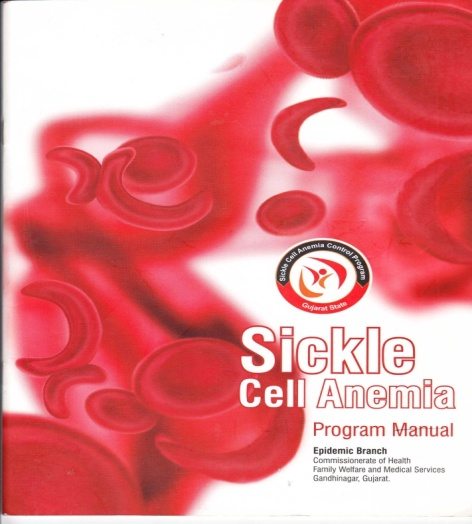 Sickle Cell Anemia Control Program
Gujarat State
Sickle
Cell Anemia
Program Manual
Epidemic Branch
Commissionerate of Health
Family Welfare and Medical Services
Gandhinagar, Gujarat.